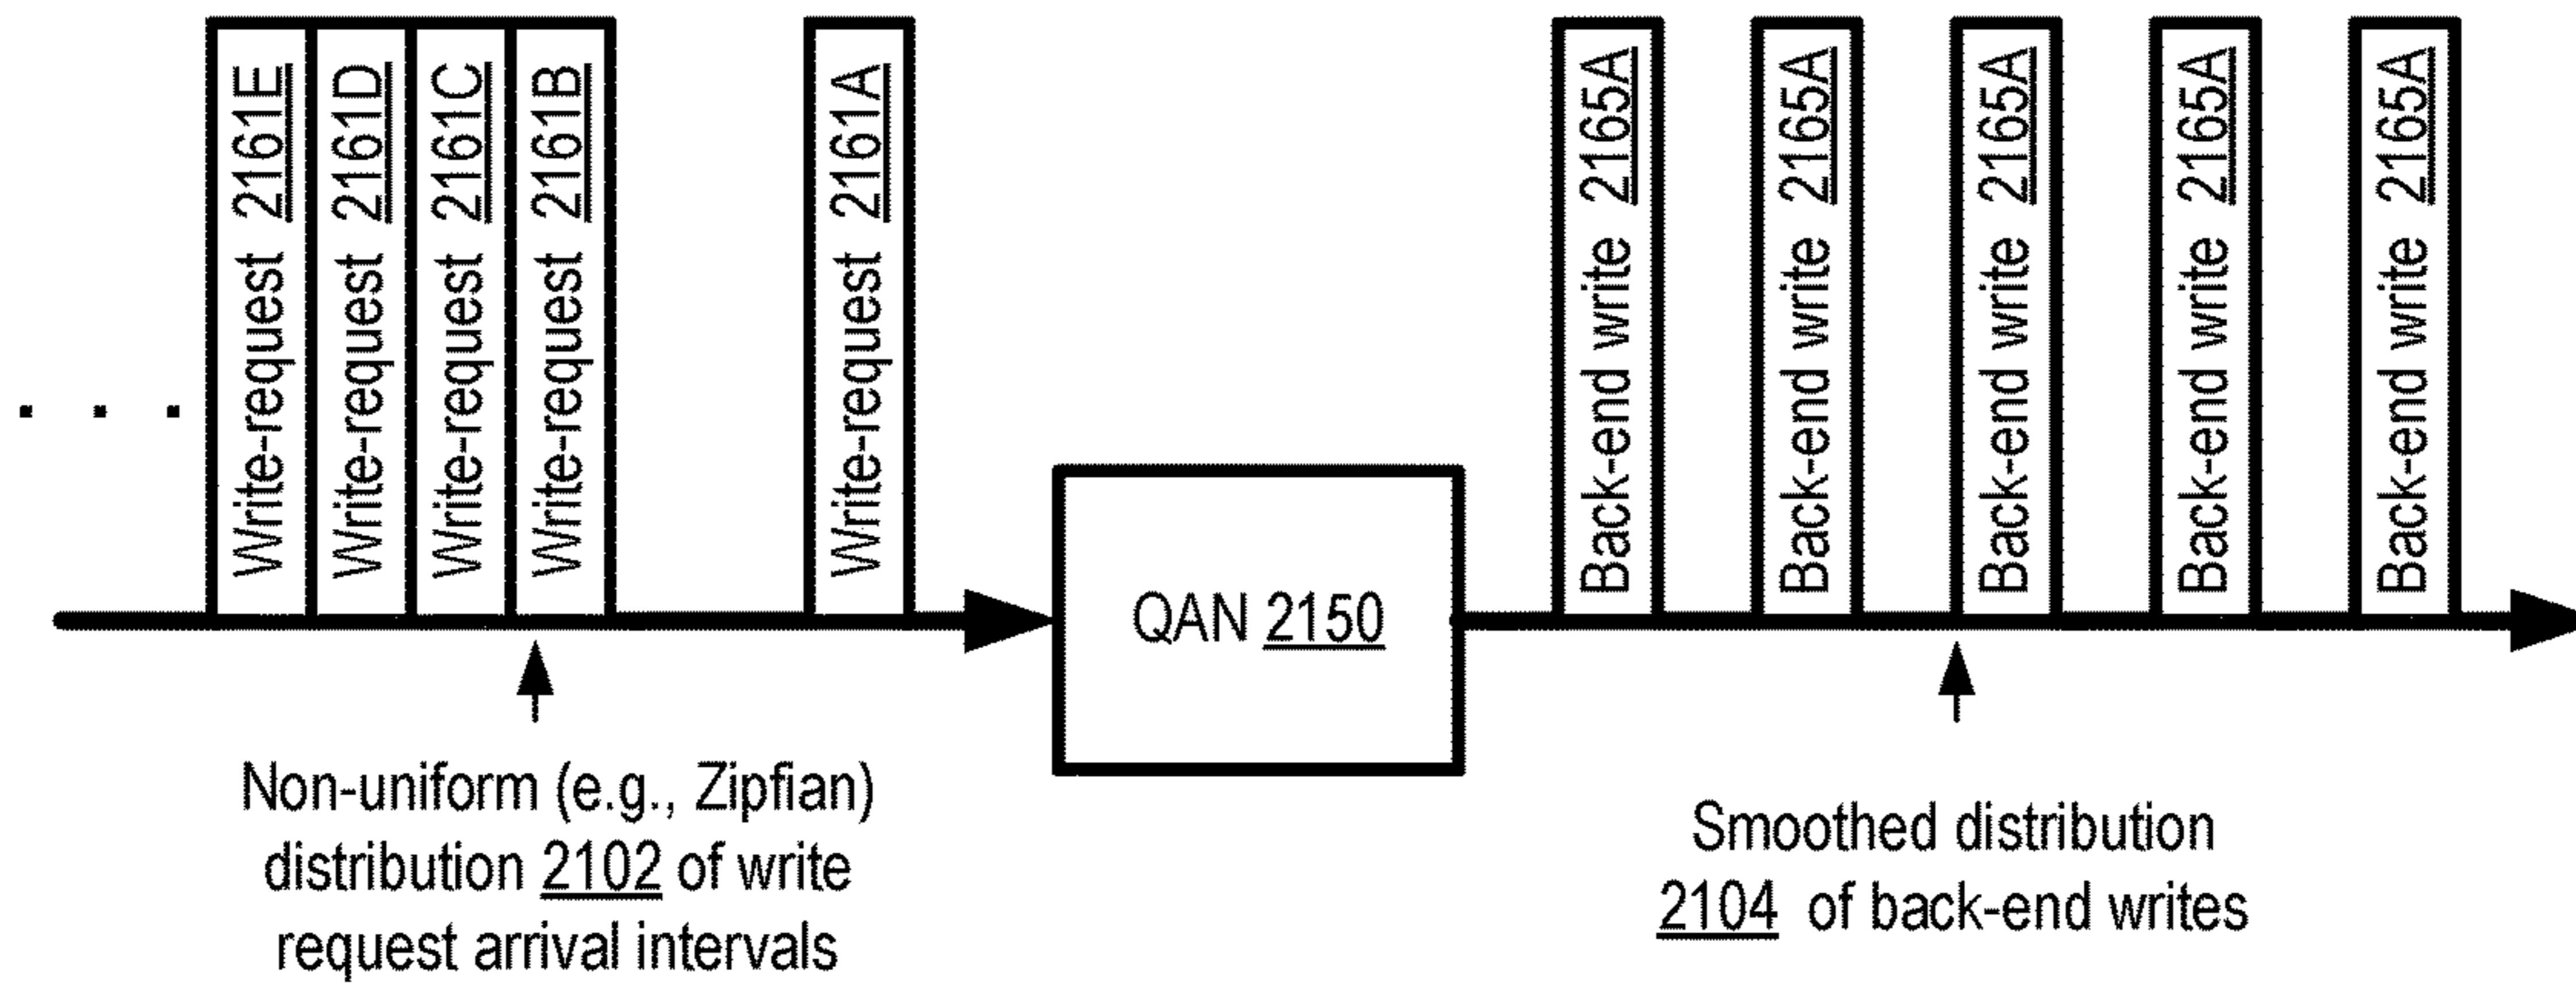 Write-request 2161E
Write-request 2161D
Write-request 2161C
Write-request 2161B
Write-request 2161A
QAN 2150
Back-end write 2165A
Back-end write 2165A
Back-end write 2165A
Back-end write 2165A
Back-end write 2165A
Non-uniform (e.g., Zipfian)
distribution 2102 of write
request arrival intervals
Smoothed distribution
2104 of back-end writes